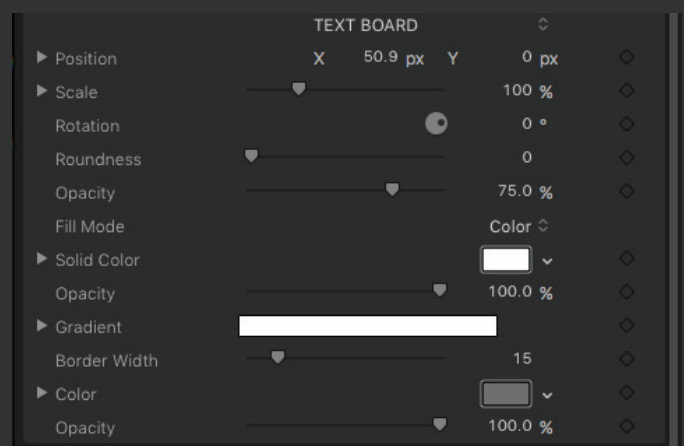 TEXT BOARD
Position X 50.9 px Y 0 px
Scale 100 %
Rotation 0 °
Roundness 0
Opacity 75.0 %
Fill Mode Color
Solid Color
Opacity 100.0 %
Gradient
Border Width 15
Color
Opacity 100.0 %